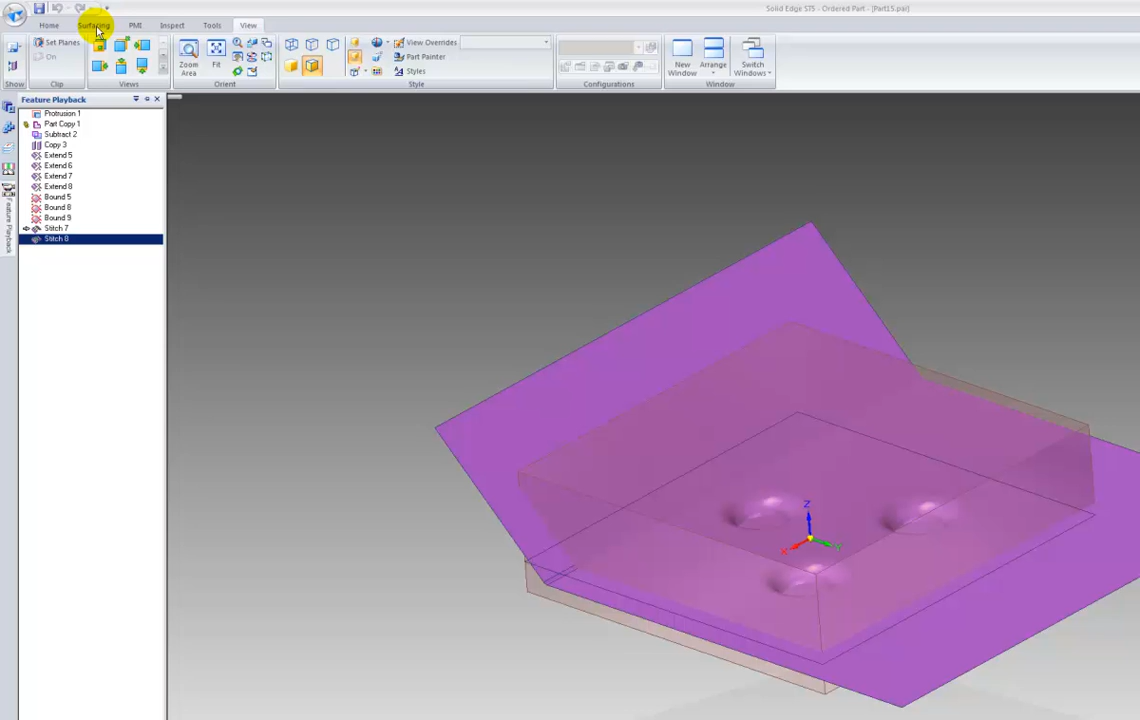 Solid Edge ST5 - Ordered Part - [Part15.par]
Home Surfacing PMI Inspect Tools View
Set Planes
On
Zoom Area
Fit
View Overrides
Part Painter
Styles
New Window
Arrange
Switch Windows
Show Clip Views Orient Style Configurations Window
Feature Playback
Protrusion 1
Part Copy 1
Subtract 2
Copy 3
Extend 5
Extend 6
Extend 7
Extend 8
Bound 5
Bound 8
Bound 9
Stitch 7
Stitch 8
Feature Playback
Z
X
Y